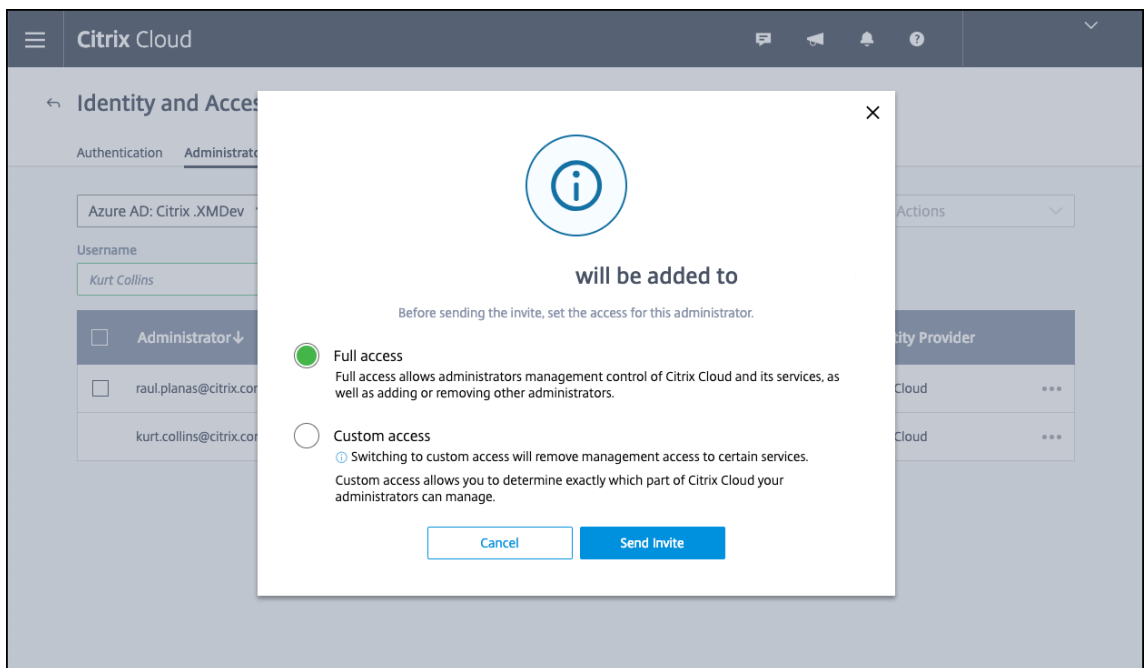 Citrix Cloud
Identity and Acces
Authentication Administrato
Azure AD: Citrix .XMDev
Actions
Username
Kurt Collins
Administrator↓
tity Provider
raul.planas@citrix.cor
Cloud
kurt.collins@citrix.cor
Cloud
will be added to
Before sending the invite, set the access for this administrator.
Full access
Full access allows administrators management control of Citrix Cloud and its services, as
well as adding or removing other administrators.
Custom access
Switching to custom access will remove management access to certain services.
Custom access allows you to determine exactly which part of Citrix Cloud your
administrators can manage.
Cancel Send Invite